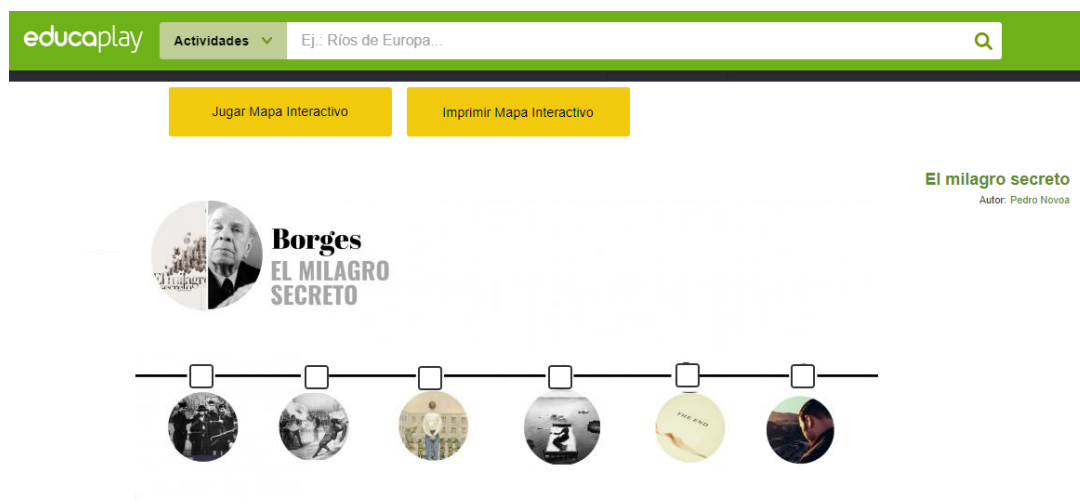 educaplay
Actividades
Ej.: Ríos de Europa...
Jugar Mapa Interactivo
Imprimir Mapa Interactivo
El milagro secreto
Autor: Pedro Novoa
Borges
EL MILAGRO
SECRETO
THE END